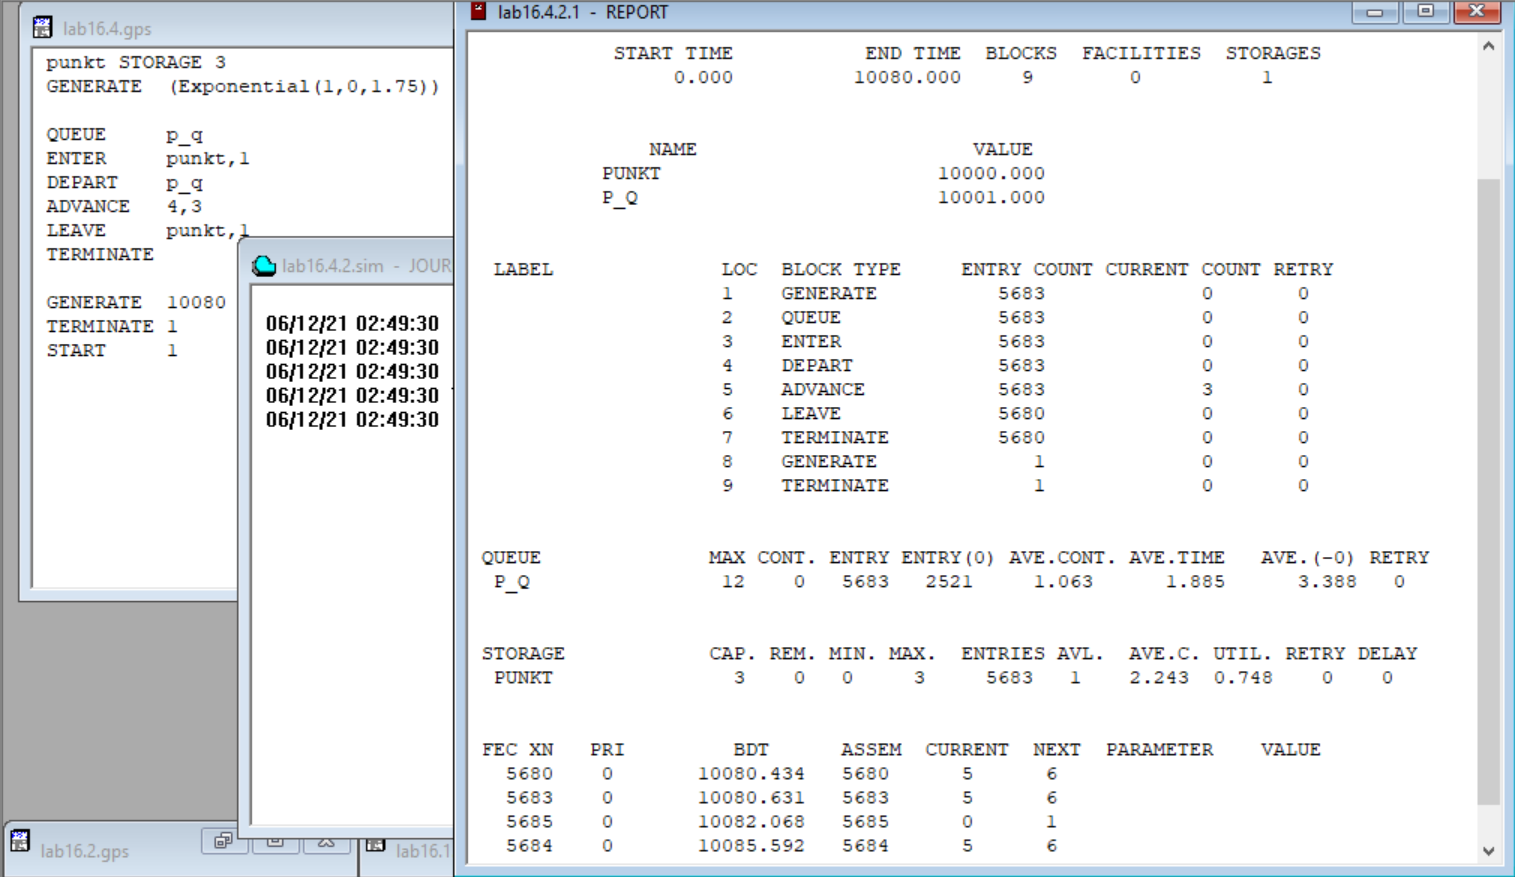 lab16.4.gps
punkt STORAGE 3
GENERATE (Exponential(1,0,1.75))
QUEUE p_q
ENTER punkt,1
DEPART p_q
ADVANCE 4,3
LEAVE punkt,1
TERMINATE
GENERATE 10080
TERMINATE 1
START 1
lab16.4.2.sim - JOUR
06/12/21 02:49:30
06/12/21 02:49:30
06/12/21 02:49:30
06/12/21 02:49:30
06/12/21 02:49:30
lab16.2.gps
lab16.1
lab16.4.2.1 - REPORT
START TIME END TIME BLOCKS FACILITIES STORAGES
0.000 10080.000 9 0 1
NAME VALUE
PUNKT 10000.000
P_Q 10001.000
LABEL LOC BLOCK TYPE ENTRY COUNT CURRENT COUNT RETRY
1 GENERATE 5683 0 0
2 QUEUE 5683 0 0
3 ENTER 5683 0 0
4 DEPART 5683 0 0
5 ADVANCE 5683 3 0
6 LEAVE 5680 0 0
7 TERMINATE 5680 0 0
8 GENERATE 1 0 0
9 TERMINATE 1 0 0
QUEUE MAX CONT. ENTRY ENTRY(0) AVE.CONT. AVE.TIME AVE.(-0) RETRY
P_Q 12 0 5683 2521 1.063 1.885 3.388 0
STORAGE CAP. REM. MIN. MAX. ENTRIES AVL. AVE.C. UTIL. RETRY DELAY
PUNKT 3 0 0 3 5683 1 2.243 0.748 0 0
FEC XN PRI BDT ASSEM CURRENT NEXT PARAMETER VALUE
5680 0 10080.434 5680 5 6
5683 0 10080.631 5683 5 6
5685 0 10082.068 5685 0 1
5684 0 10085.592 5684 5 6